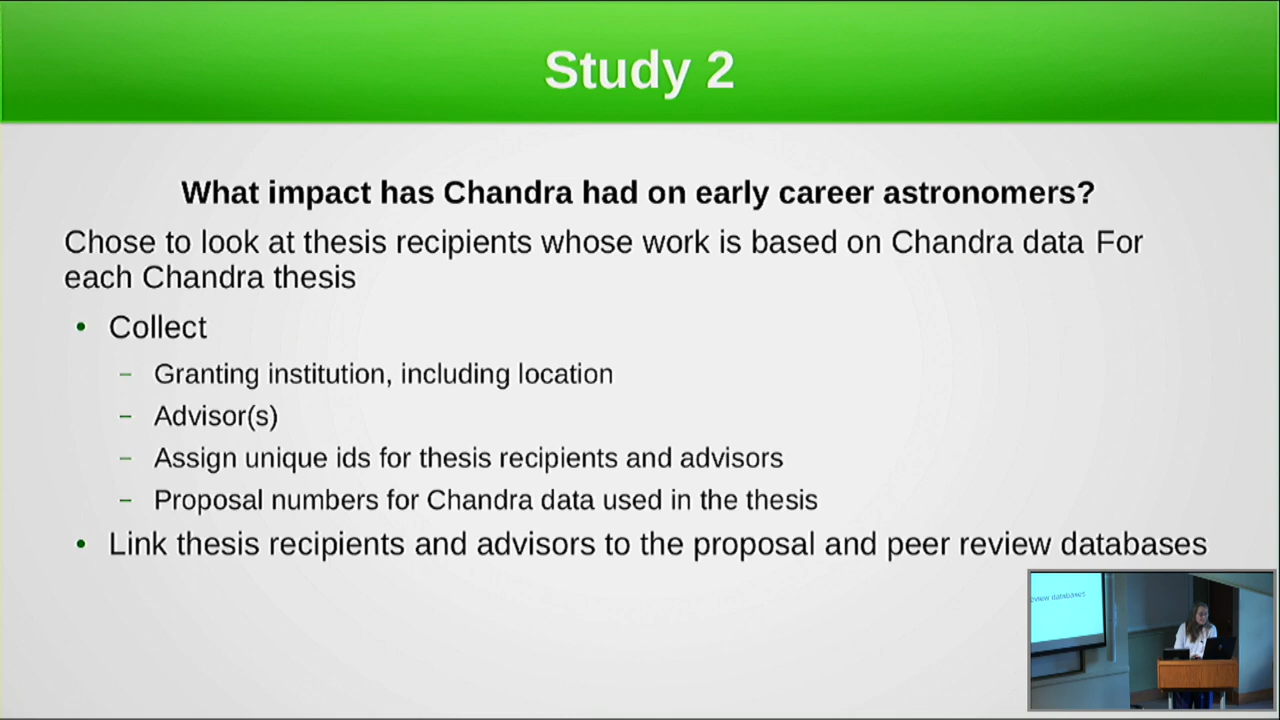 Study 2
What impact has Chandra had on early career astronomers?
Chose to look at thesis recipients whose work is based on Chandra data For
each Chandra thesis
• Collect
– Granting institution, including location
– Advisor(s)
– Assign unique ids for thesis recipients and advisors
– Proposal numbers for Chandra data used in the thesis
• Link thesis recipients and advisors to the proposal and peer review databases
eview databases